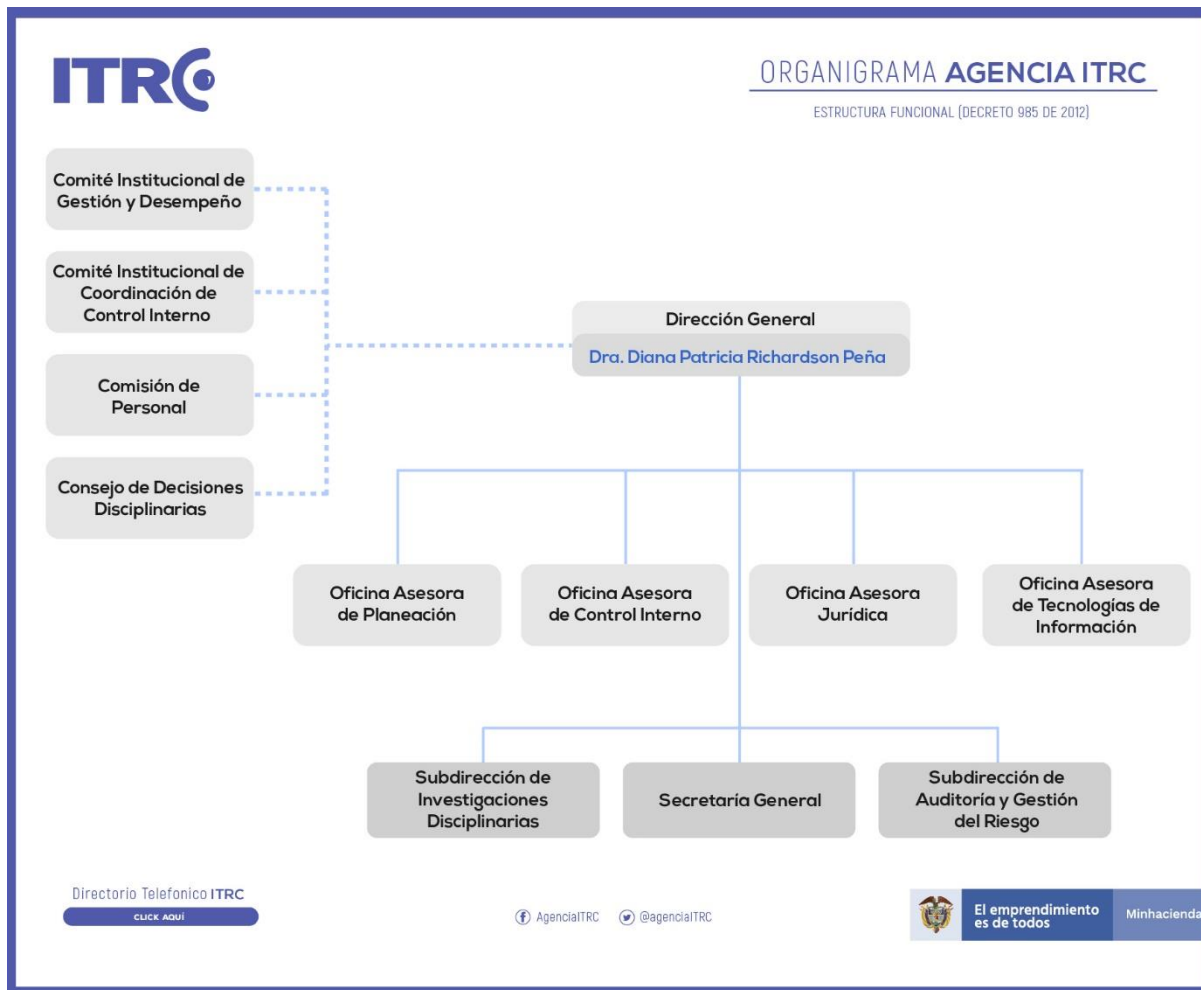 ITRC
ORGANIGRAMA AGENCIA ITRC
ESTRUCTURA FUNCIONAL (DECRETO 985 DE 2012)
Comité Institucional de
Gestión y Desempeño
Comité Institucional de
Coordinación de
Control Interno
Comisión de
Personal
Consejo de Decisiones
Disciplinarias
Dirección General
Dra. Diana Patricia Richardson Peña
Oficina Asesora
de Planeación
Oficina Asesora
de Control Interno
Oficina Asesora
Jurídica
Oficina Asesora
de Tecnologías de
Información
Subdirección de
Investigaciones
Disciplinarias
Secretaría General
Subdirección de
Auditoría y Gestión
del Riesgo
Directorio Telefonico ITRC
CLICK AQUÍ
AgenciaITRC
@agenciaITRC
El emprendimiento
es de todos
Minhacienda